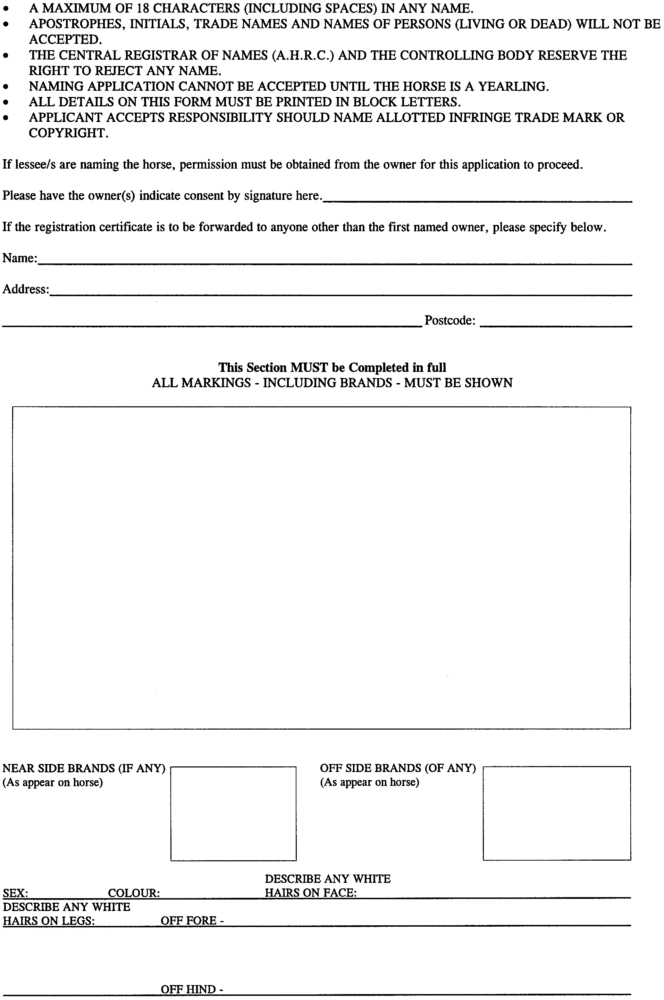 • A MAXIMUM OF 18 CHARACTERS (INCLUDING SPACES) IN ANY NAME.
• APOSTROPHES, INITIALS, TRADE NAMES AND NAMES OF PERSONS (LIVING OR DEAD) WILL NOT BE
ACCEPTED.
• THE CENTRAL REGISTRAR OF NAMES (A.H.R.C.) AND THE CONTROLLING BODY RESERVE THE
RIGHT TO REJECT ANY NAME.
• NAMING APPLICATION CANNOT BE ACCEPTED UNTIL THE HORSE IS A YEARLING.
• ALL DETAILS ON THIS FORM MUST BE PRINTED IN BLOCK LETTERS.
• APPLICANT ACCEPTS RESPONSIBILITY SHOULD NAME ALLOTTED INFRINGE TRADE MARK OR
COPYRIGHT.
If lessee/s are naming the horse, permission must be obtained from the owner for this application to proceed.
Please have the owner(s) indicate consent by signature here.
If the registration certificate is to be forwarded to anyone other than the first named owner, please specify below.
Name:
Address:
Postcode:
This Section MUST be Completed in full
ALL MARKINGS - INCLUDING BRANDS - MUST BE SHOWN
NEAR SIDE BRANDS (IF ANY) OFF SIDE BRANDS (OF ANY)
(As appear on horse) (As appear on horse)
DESCRIBE ANY WHITE
SEX: COLOUR: HAIRS ON FACE:
DESCRIBE ANY WHITE
HAIRS ON LEGS: OFF FORE -
OFF HIND -